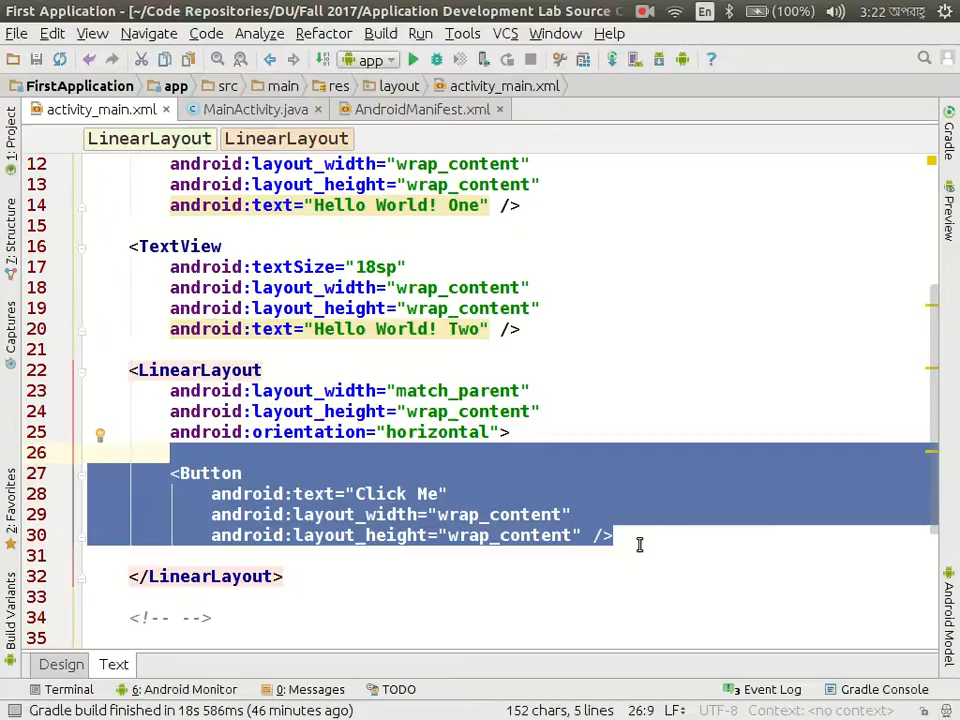 First Application - [~/Code Repositories/DU/Fall 2017/Application Development Lab Source C En (100%) 3:22 অপরাহ্ণ
File Edit View Navigate Code Analyze Refactor Build Run Tools VCS Window Help
app
FirstApplication app src main res layout activity_main.xml
activity_main.xml MainActivity.java AndroidManifest.xml
LinearLayout LinearLayout
12 android:layout_width="wrap_content"
13 android:layout_height="wrap_content"
14 android:text="Hello World! One" />
15
16 <TextView
17 android:textSize="18sp"
18 android:layout_width="wrap_content"
19 android:layout_height="wrap_content"
20 android:text="Hello World! Two" />
21
22 <LinearLayout
23 android:layout_width="match_parent"
24 android:layout_height="wrap_content"
25 android:orientation="horizontal">
26
27 <Button
28 android:text="Click Me"
29 android:layout_width="wrap_content"
30 android:layout_height="wrap_content" />
31
32 </LinearLayout>
33
34 <!-- -->
35
1: Project
7: Structure
Captures
2: Favorites
Build Variants
Gradle
Preview
Android Model
Design Text
Terminal 6: Android Monitor 0: Messages TODO 3 Event Log Gradle Console
Gradle build finished in 18s 586ms (46 minutes ago) 152 chars, 5 lines 26:9 LF÷ UTF-8 Context: <no context>